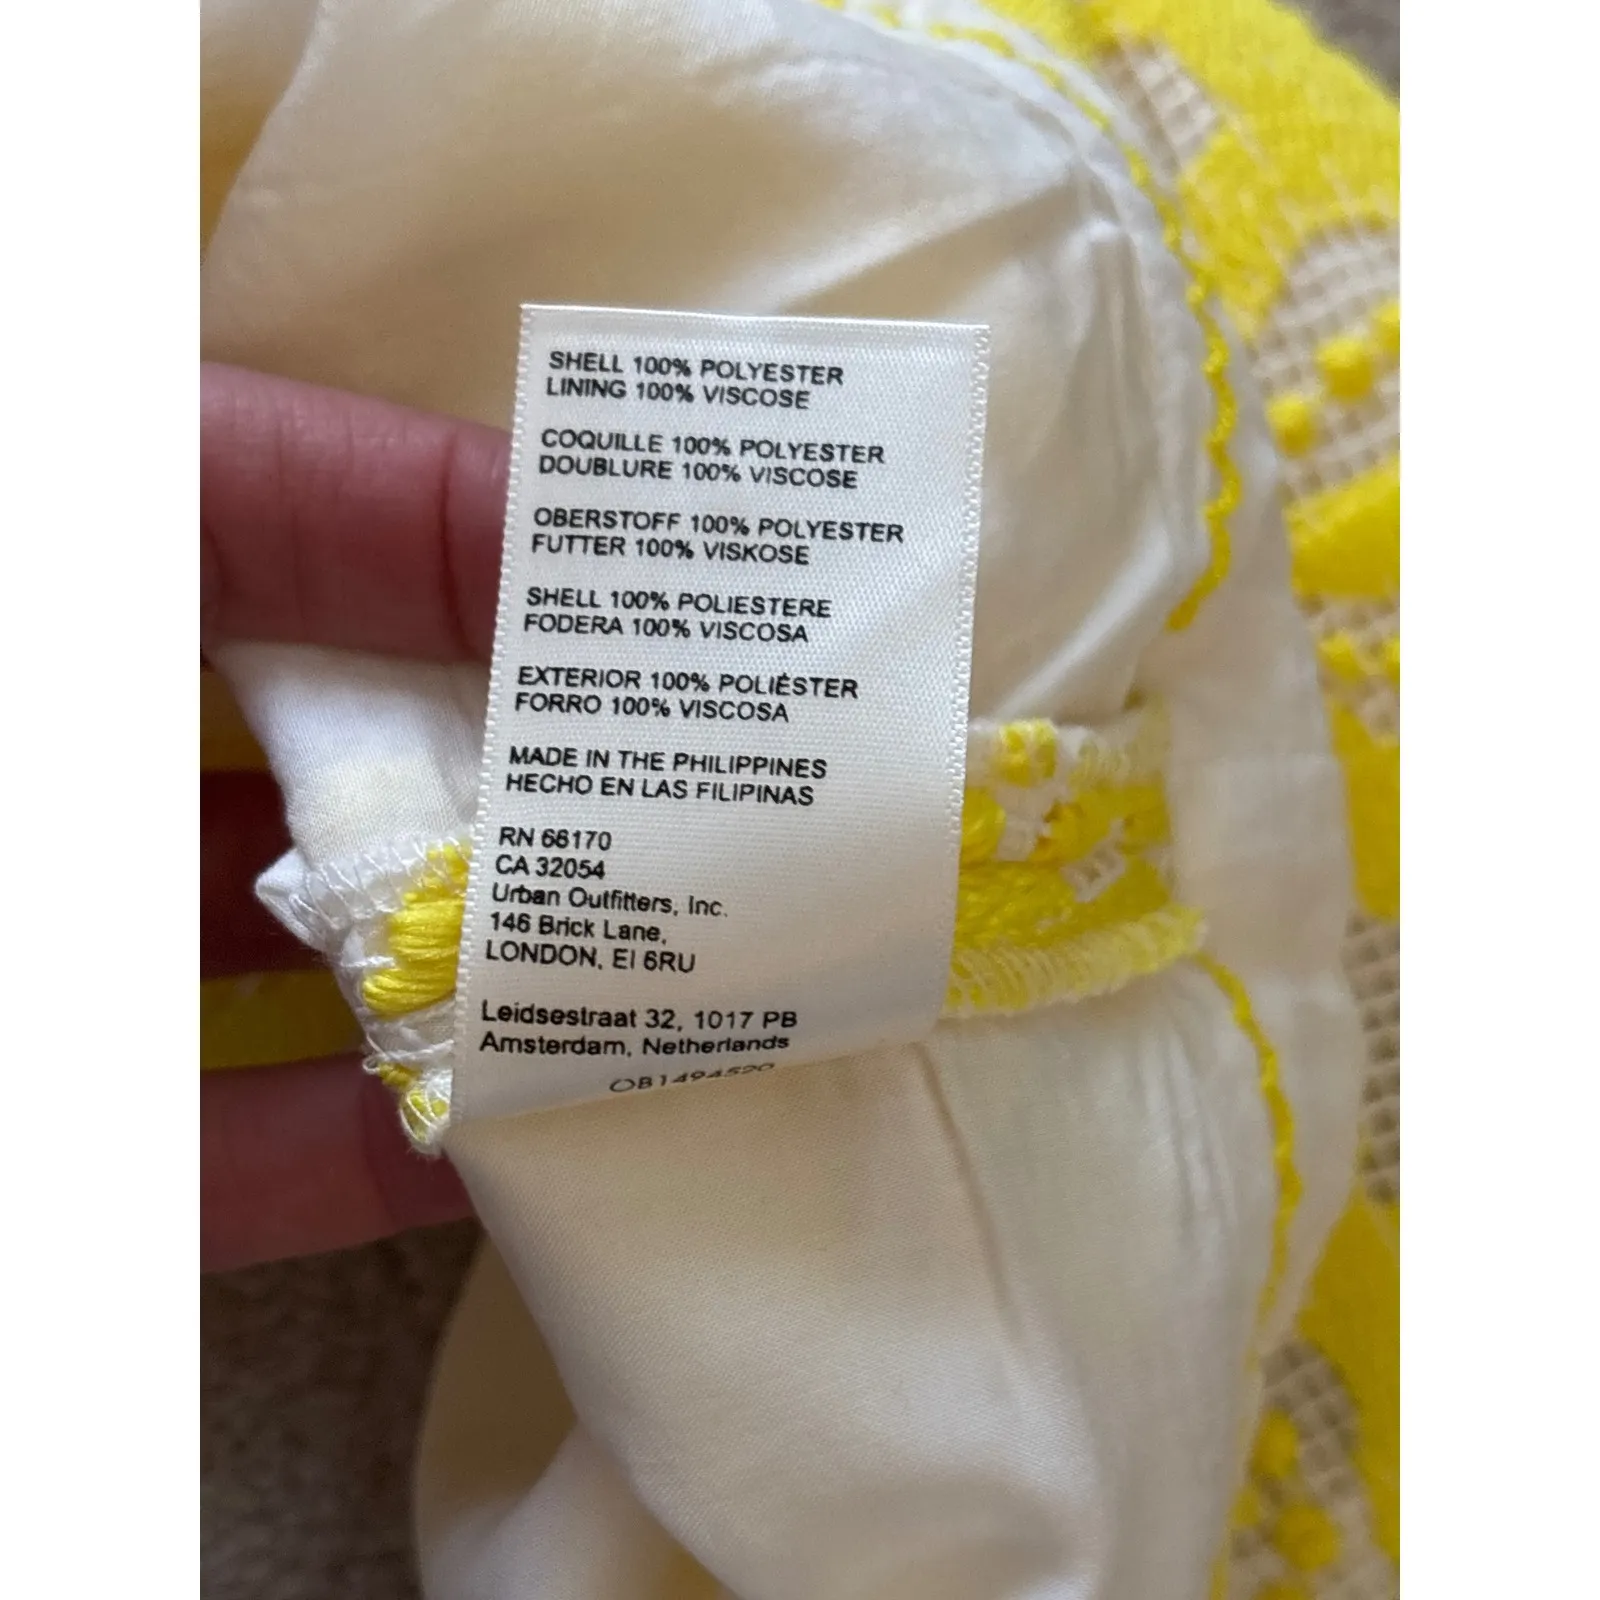 SHELL 100% POLYESTER
LINING 100% VISCOSE
COQUILLE 100% POLYESTER
DOUBLURE 100% VISCOSE
OBERSTOFF 100% POLYESTER
FUTTER 100% VISKOSE
SHELL 100% POLIESTERE
FODERA 100% VISCOSA
EXTERIOR 100% POLIÉSTER
FORRO 100% VISCOSA
MADE IN THE PHILIPPINES
HECHO EN LAS FILIPINAS
RN 66170
CA 32054
Urban Outfitters, Inc.
146 Brick Lane,
LONDON, EI 6RU
Leidsestraat 32, 1017 PB
Amsterdam, Netherlands
OB1494520